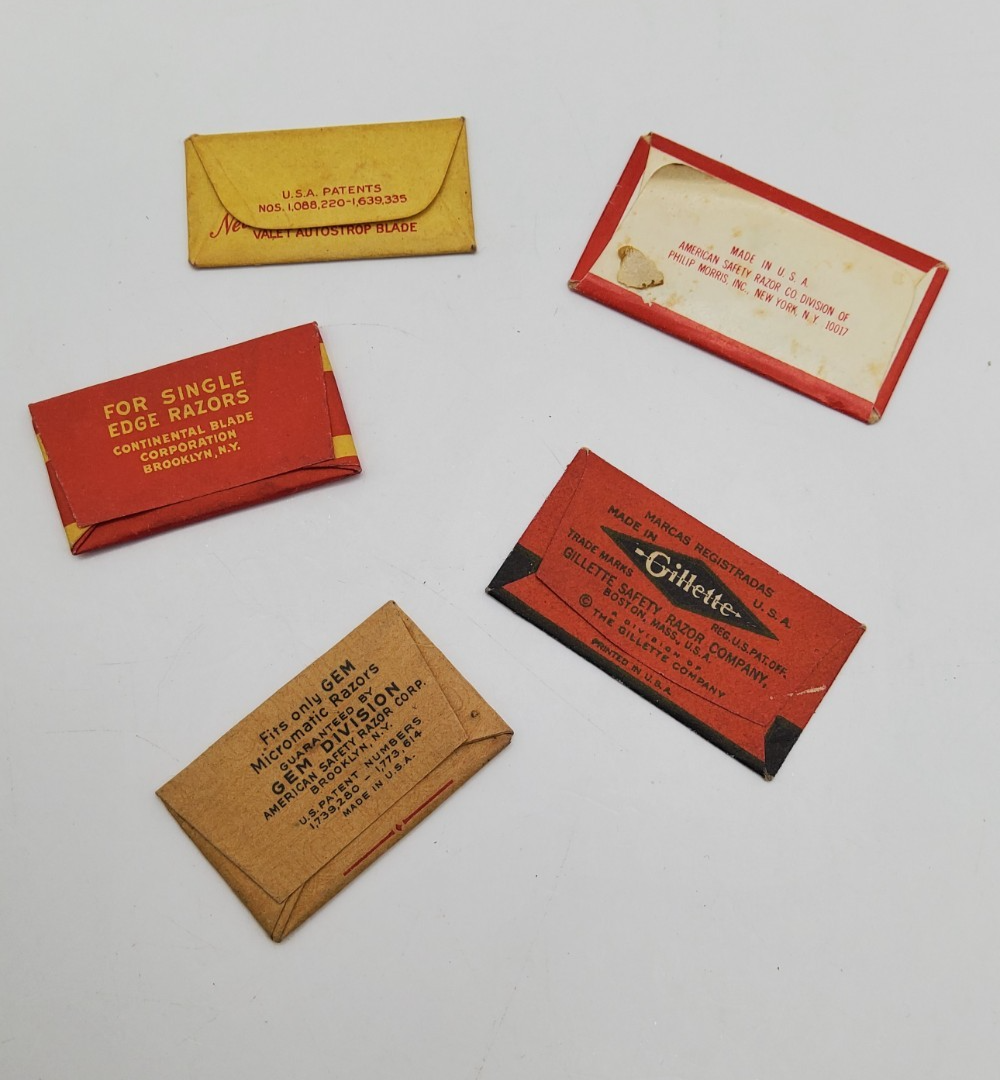 U.S.A. PATENTS
NOS. 1,088,220-1,639,335
VALET AUTOSTROP BLADE
MADE IN U.S.A.
AMERICAN SAFETY RAZOR CO. DIVISION OF
PHILIP MORRIS, INC., NEW YORK, N.Y. 10017
FOR SINGLE
EDGE RAZORS
CONTINENTAL BLADE
CORPORATION
BROOKLYN, N.Y.
MARCAS REGISTRADAS
MADE IN U.S.A.
Gillette
TRADE MARKS REG. U.S. PAT. OFF.
GILLETTE SAFETY RAZOR COMPANY,
BOSTON, MASS., U.S.A.
© A DIVISION OF
THE GILLETTE COMPANY
PRINTED IN U.S.A.
Fits only GEM
Micromatic Razors
GUARANTEED BY
GEM DIVISION
AMERICAN SAFETY RAZOR CORP.
BROOKLYN, N.Y.
U.S. PATENT NUMBERS
1,739,280 - 1,773,614
MADE IN U.S.A.